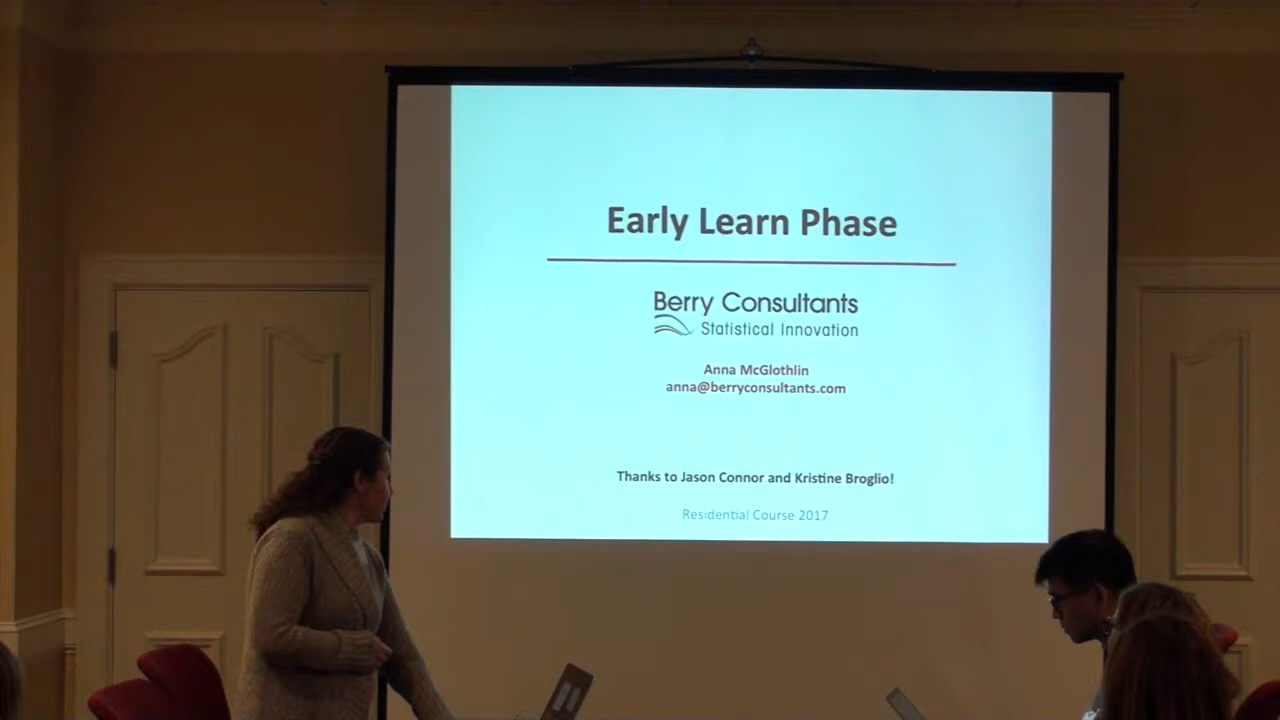 Early Learn Phase
Berry Consultants
Statistical Innovation
Anna McGlothlin
anna@berryconsultants.com
Thanks to Jason Connor and Kristine Broglio!
Residential Course 2017